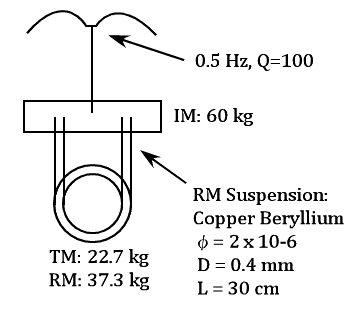 0.5 Hz, Q=100
IM: 60 kg
RM Suspension:
Copper Beryllium
ϕ = 2 x 10-6
D = 0.4 mm
L = 30 cm
TM: 22.7 kg
RM: 37.3 kg